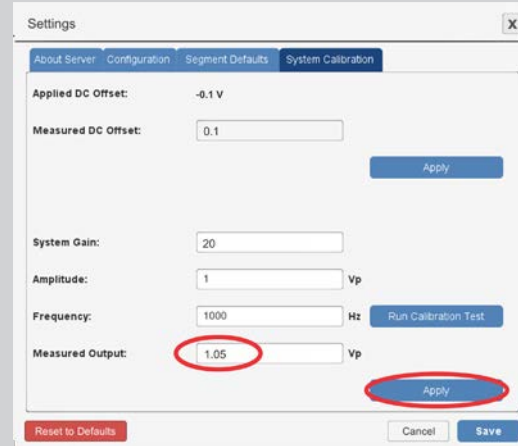 Settings
X
About Server Configuration Segment Defaults System Calibration
Applied DC Offset: -0.1 V
Measured DC Offset: 0.1
Apply
System Gain: 20
Amplitude: 1 Vp
Frequency: 1000 Hz Run Calibration Test
Measured Output: 1.05 Vp
Apply
Reset to Defaults Cancel Save